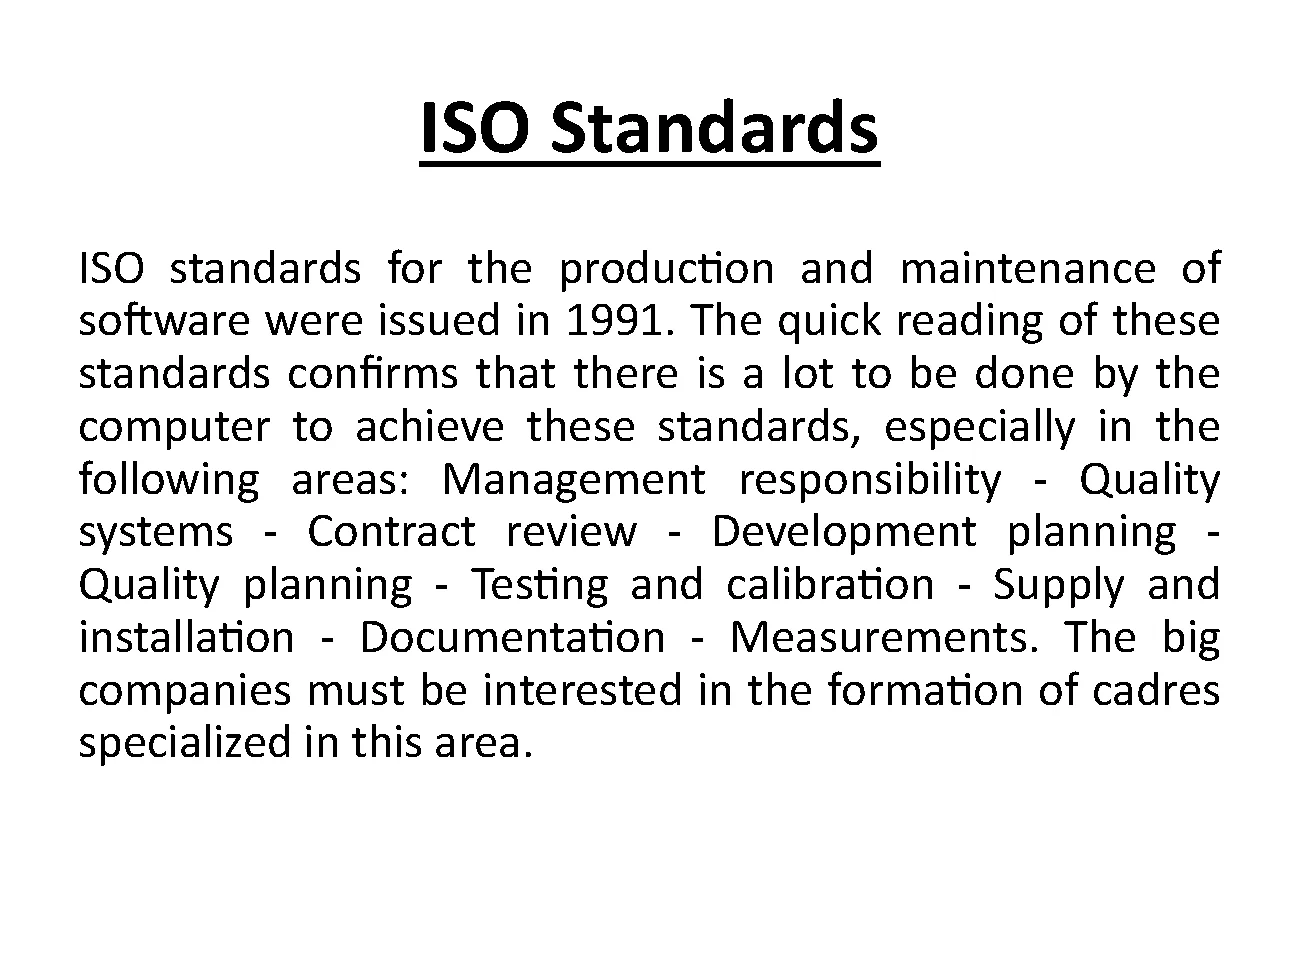 ISO Standards
ISO standards for the production and maintenance of
software were issued in 1991. The quick reading of these
standards confirms that there is a lot to be done by the
computer to achieve these standards, especially in the
following areas: Management responsibility - Quality
systems - Contract review - Development planning -
Quality planning - Testing and calibration - Supply and
installation - Documentation - Measurements. The big
companies must be interested in the formation of cadres
specialized in this area.